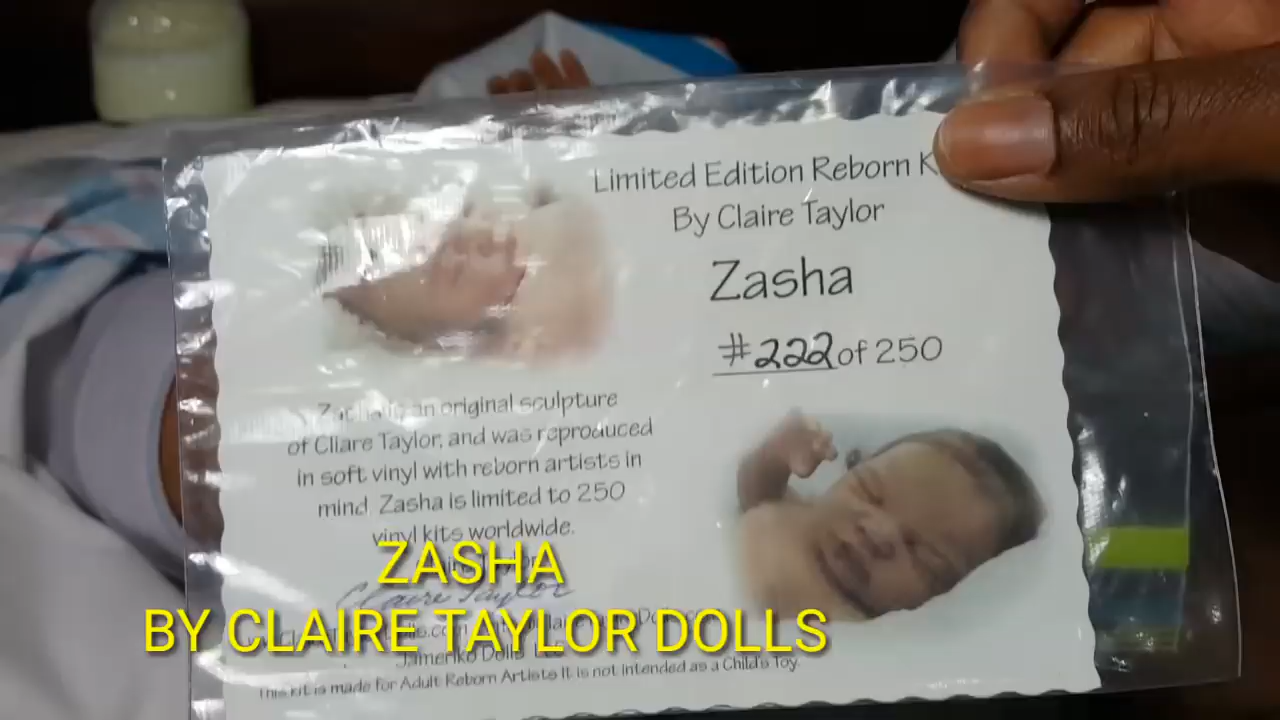 Limited Edition Reborn K
By Claire Taylor
Zasha
#222 of 250
an original sculpture
of Cliare Taylor, and was reproduced
in soft vinyl with reborn artists in
mind. Zasha is limited to 250
vinyl kits worldwide.
Claire Taylor
Jameriko Dolls LLC
This kit is made for Adult Reborn Artists It is not intended as a Child's Toy.
ZASHA
BY CLAIRE TAYLOR DOLLS